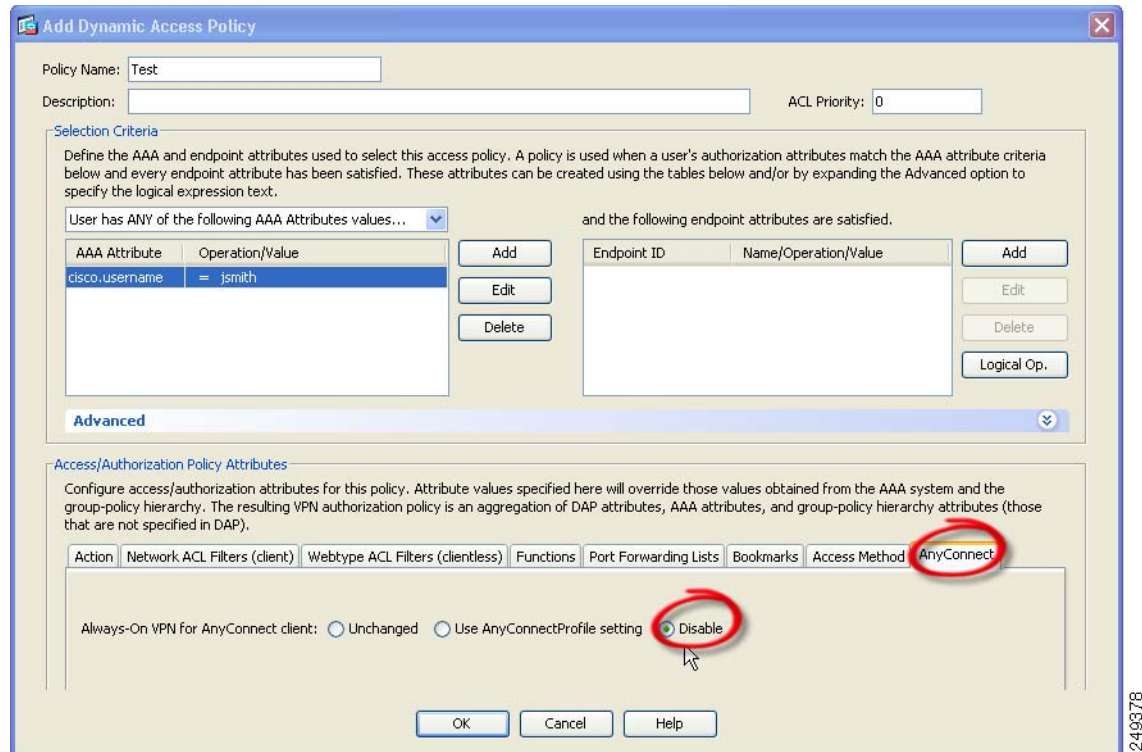 Add Dynamic Access Policy
Policy Name: Test
Description:
ACL Priority: 0
Selection Criteria
Define the AAA and endpoint attributes used to select this access policy. A policy is used when a user's authorization attributes match the AAA attribute criteria
below and every endpoint attribute has been satisfied. These attributes can be created using the tables below and/or by expanding the Advanced option to
specify the logical expression text.
User has ANY of the following AAA Attributes values...
and the following endpoint attributes are satisfied.
AAA Attribute Operation/Value
cisco.username = jsmith
Add
Edit
Delete
Endpoint ID Name/Operation/Value
Add
Edit
Delete
Logical Op.
Advanced
Access/Authorization Policy Attributes
Configure access/authorization attributes for this policy. Attribute values specified here will override those values obtained from the AAA system and the
group-policy hierarchy. The resulting VPN authorization policy is an aggregation of DAP attributes, AAA attributes, and group-policy hierarchy attributes (those
that are not specified in DAP).
Action Network ACL Filters (client) Webtype ACL Filters (clientless) Functions Port Forwarding Lists Bookmarks Access Method AnyConnect
Always-On VPN for AnyConnect client: Unchanged Use AnyConnectProfile setting Disable
OK Cancel Help
249378